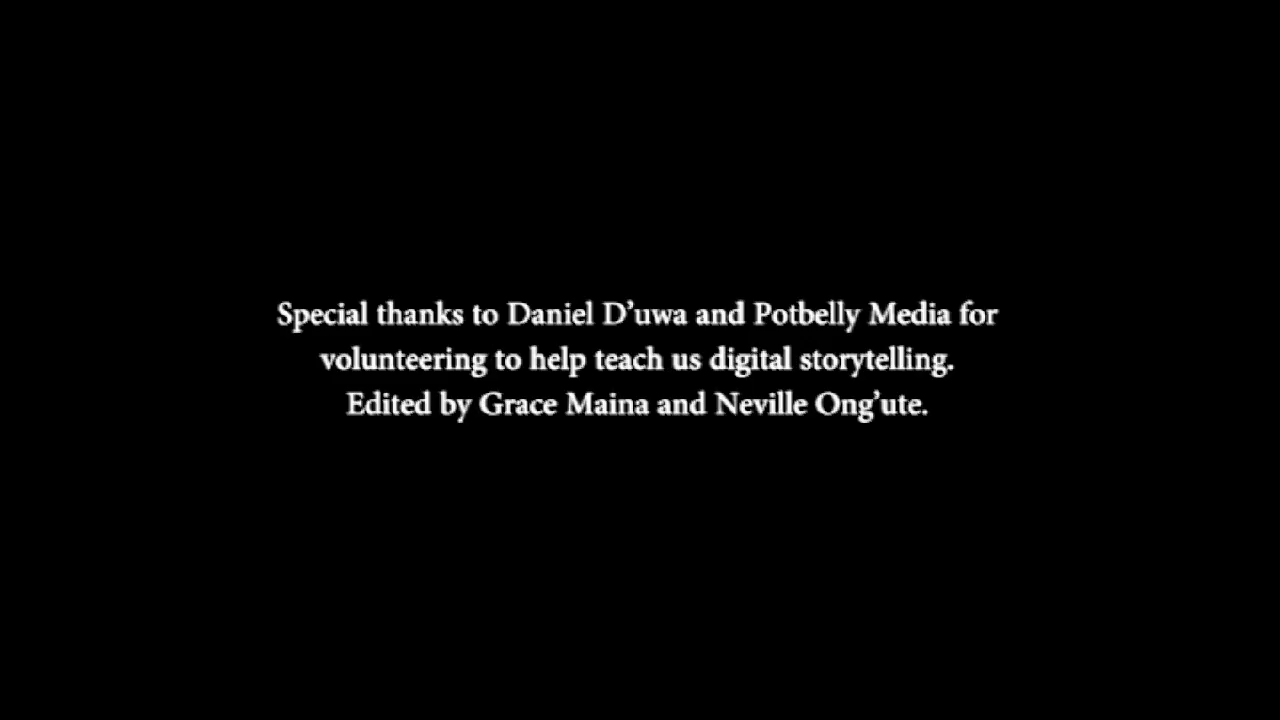 Special thanks to Daniel D’uwa and Potbelly Media for
volunteering to help teach us digital storytelling.
Edited by Grace Maina and Neville Ong’ute.